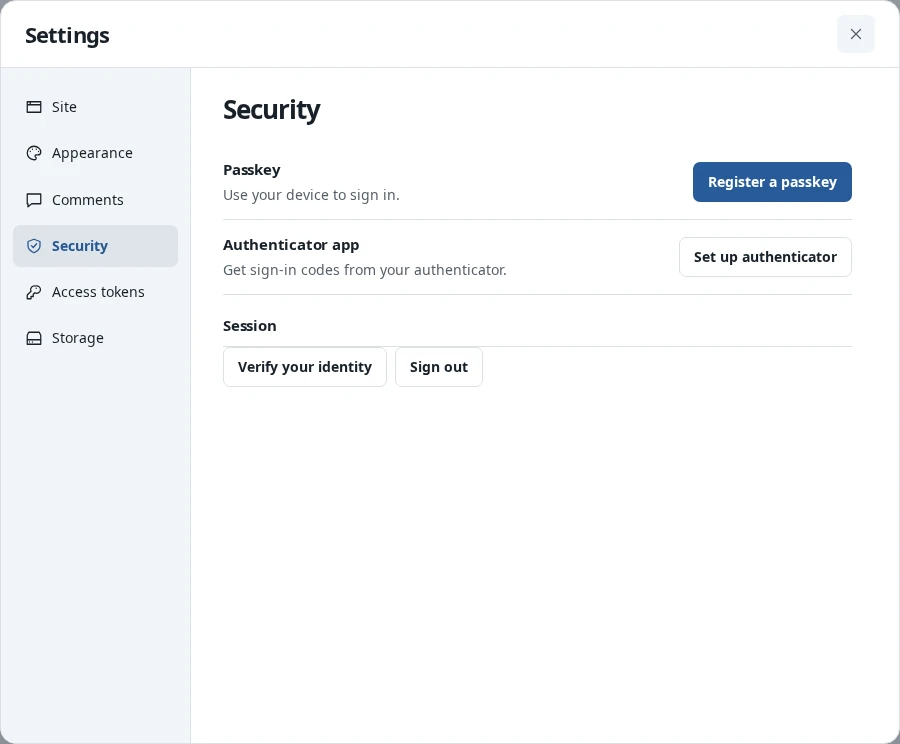 Settings
Site
Appearance
Comments
Security
Access tokens
Storage
Security
Passkey
Use your device to sign in.
Register a passkey
Authenticator app
Get sign-in codes from your authenticator.
Set up authenticator
Session
Verify your identity
Sign out